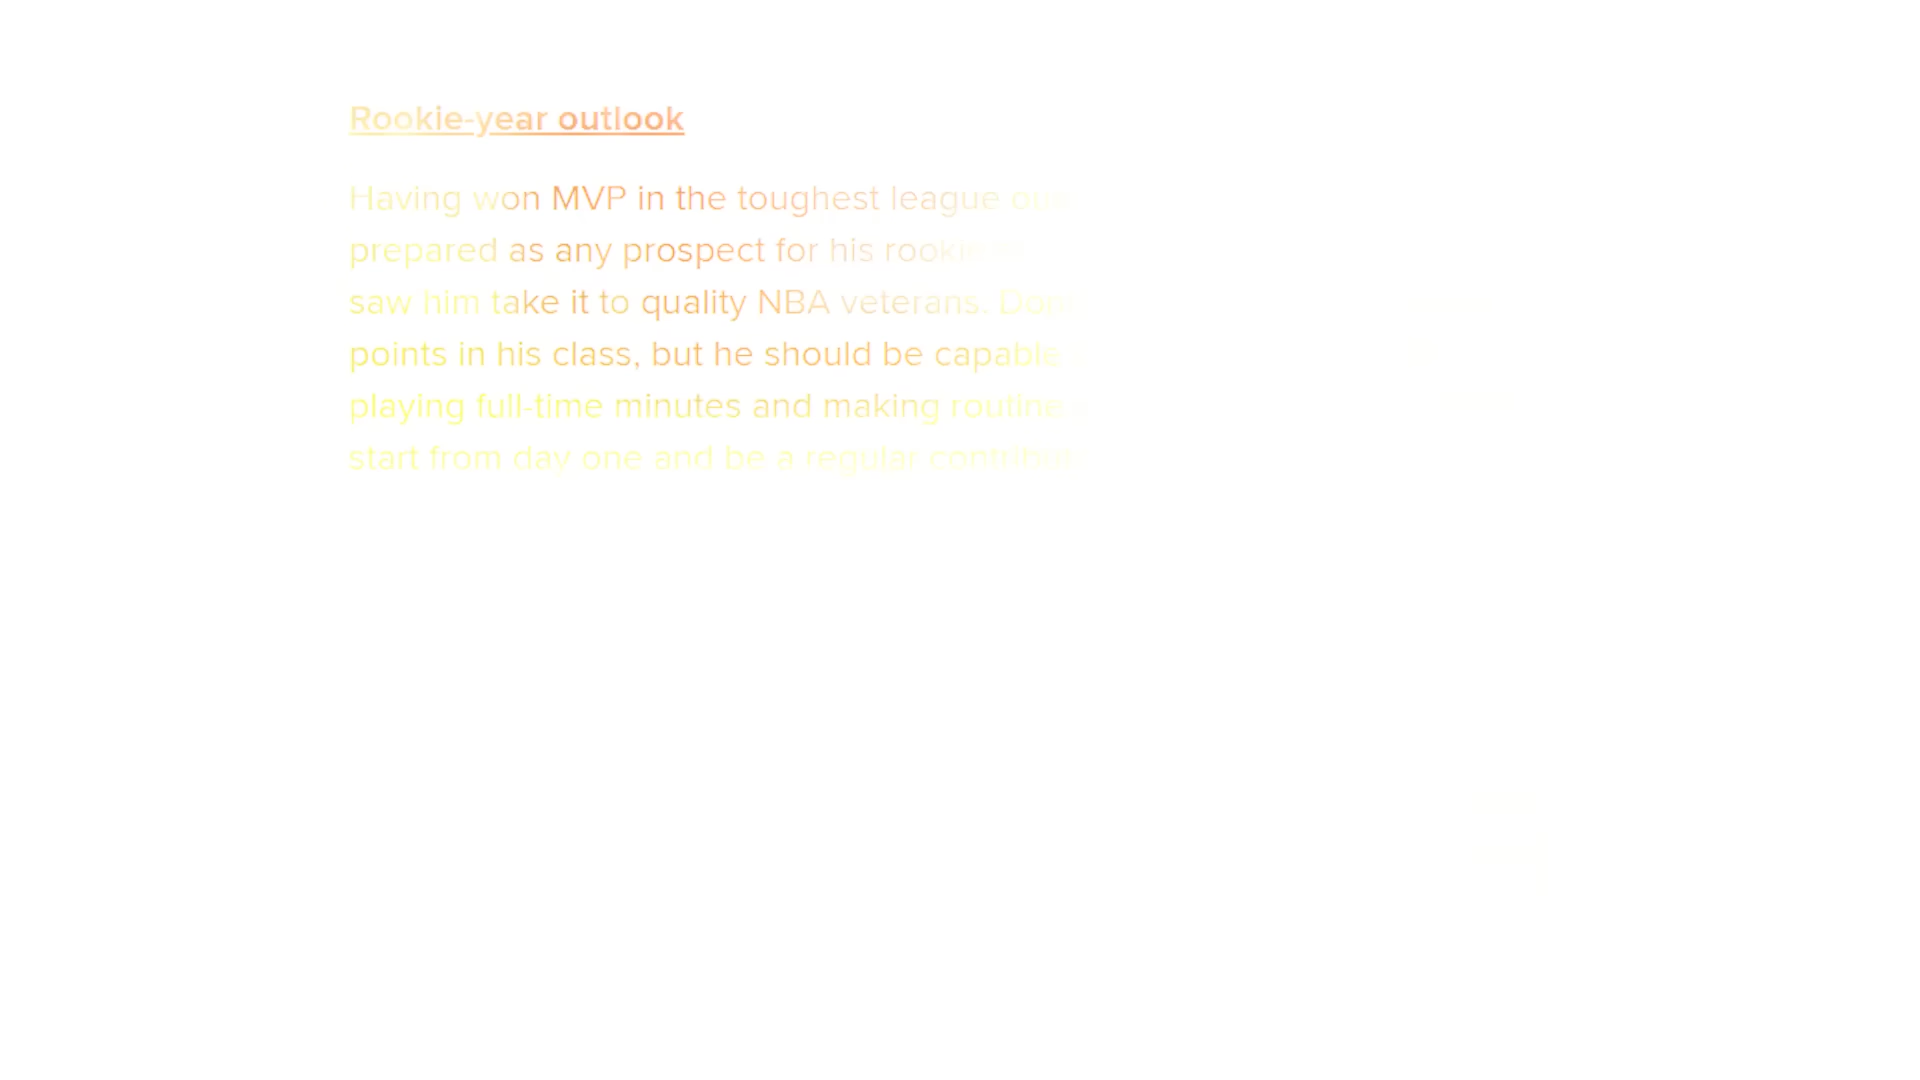 Rookie-year outlook
Having won MVP in the toughest league
prepared as any prospect for his
saw him take it to quality NBA veterans.
points in his class, but he should be capable
playing full-time minutes and making routine
start from day one and be a regular